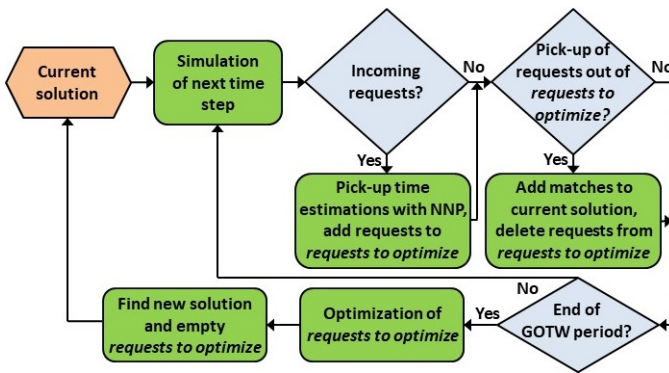 Current
solution
Simulation
of next time
step
Incoming
requests?
No
Pick-up of
requests out of
requests to
optimize?
No
Yes
Yes
Pick-up time
estimations with NNP,
add requests to
requests to optimize
Add matches to
current solution,
delete requests from
requests to optimize
No
Find new solution
and empty
requests to optimize
Optimization of
requests to optimize
Yes
End of
GOTW period?